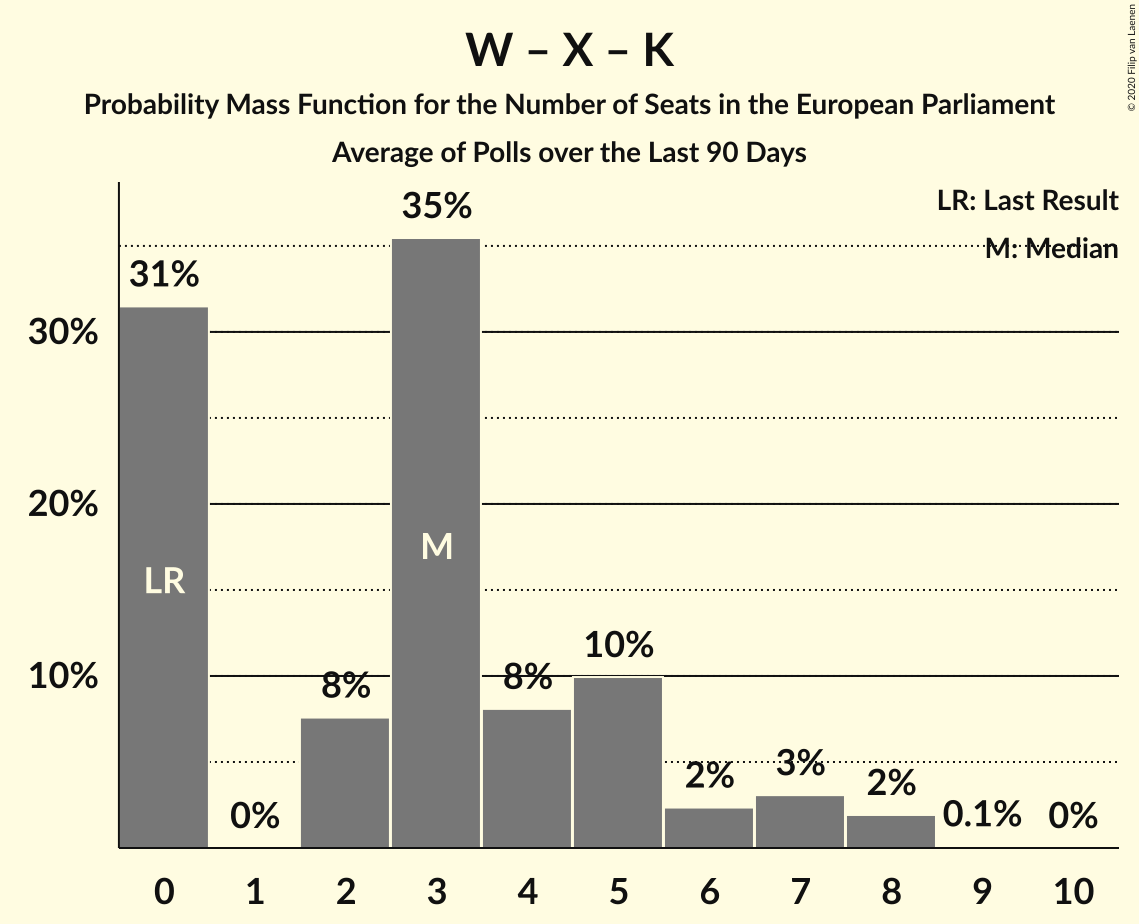 W – X – K
Probability Mass Function for the Number of Seats in the European Parliament
Average of Polls over the Last 90 Days
© 2020 Filip van Laenen
LR: Last Result
M: Median
35%
31%
30%
20%
10%
LR
M
0%
8%
8%
10%
2%
3%
2%
0.1%
0%
0 1 2 3 4 5 6 7 8 9 10